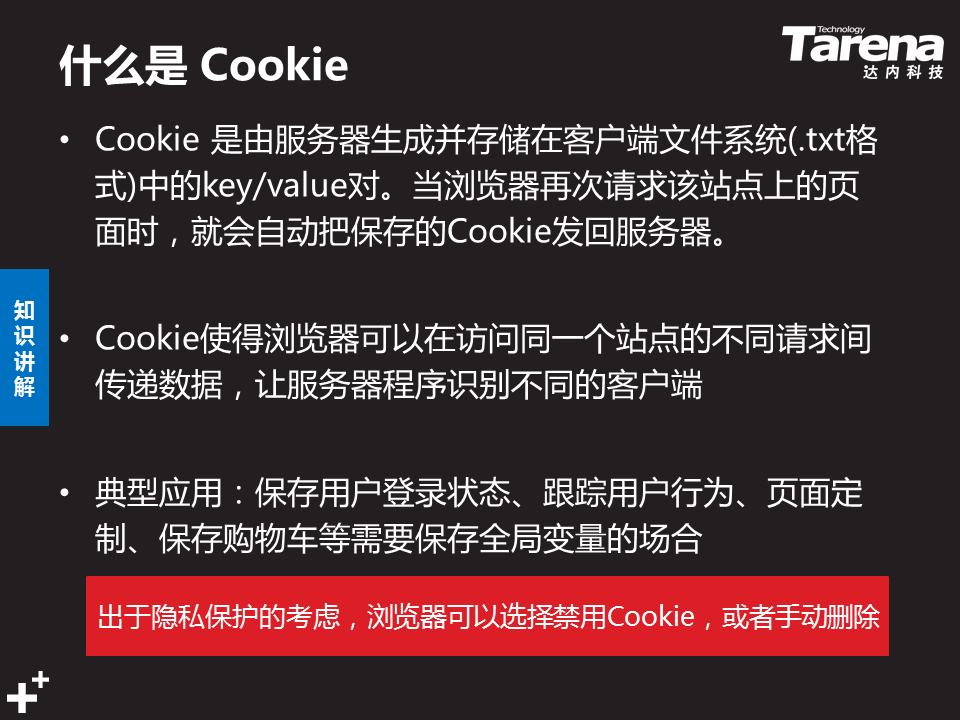 什么是 Cookie
Technology
Tarena
达内科技
• Cookie 是由服务器生成并存储在客户端文件系统(.txt格
式)中的key/value对。当浏览器再次请求该站点上的页
面时，就会自动把保存的Cookie发回服务器。
知
识
讲
解
• Cookie使得浏览器可以在访问同一个站点的不同请求间
传递数据，让服务器程序识别不同的客户端
• 典型应用：保存用户登录状态、跟踪用户行为、页面定
制、保存购物车等需要保存全局变量的场合
出于隐私保护的考虑，浏览器可以选择禁用Cookie，或者手动删除